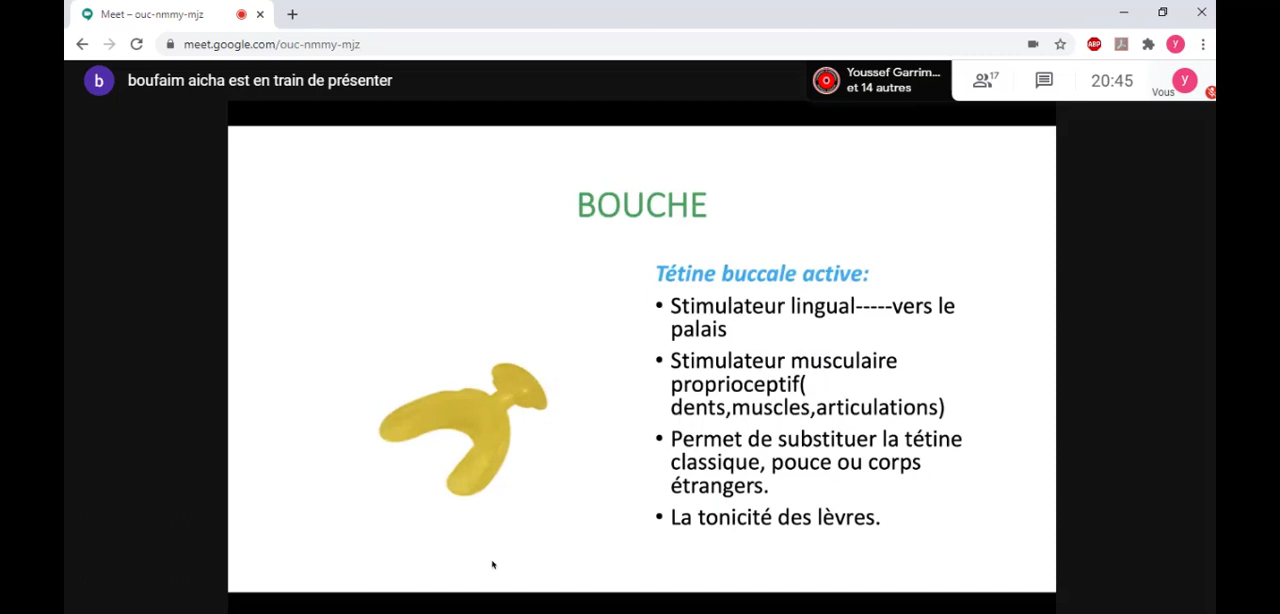 Meet – ouc-nmmy-mjz
meet.google.com/ouc-nmmy-mjz
ABP
y
b
boufaim aicha est en train de présenter
Youssef Garrim...
et 14 autres
17
20:45
Vous
y
BOUCHE
Tétine buccale active:
• Stimulateur lingual-----vers le
palais
• Stimulateur musculaire
proprioceptif(
dents,muscles,articulations)
• Permet de substituer la tétine
classique, pouce ou corps
étrangers.
• La tonicité des lèvres.